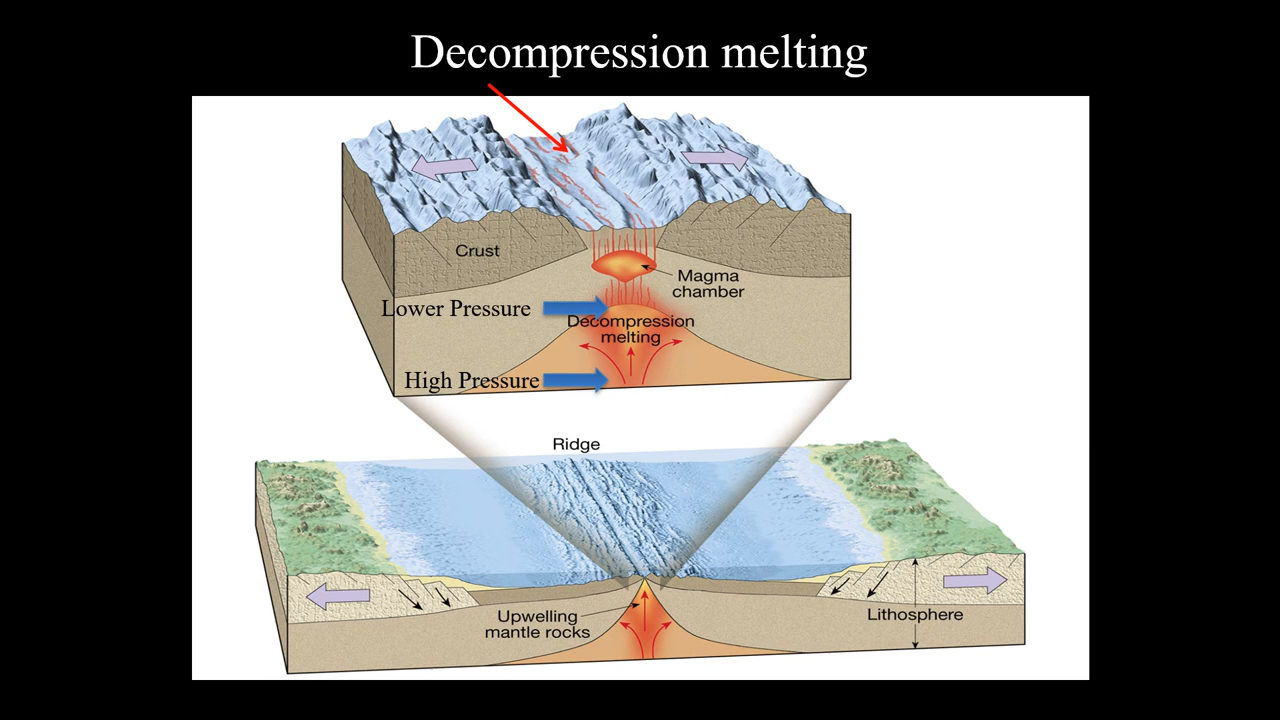 Decompression melting
Crust
Magma
chamber
Lower Pressure
Decompression
melting
High Pressure
Ridge
Upwelling
mantle rocks
Lithosphere